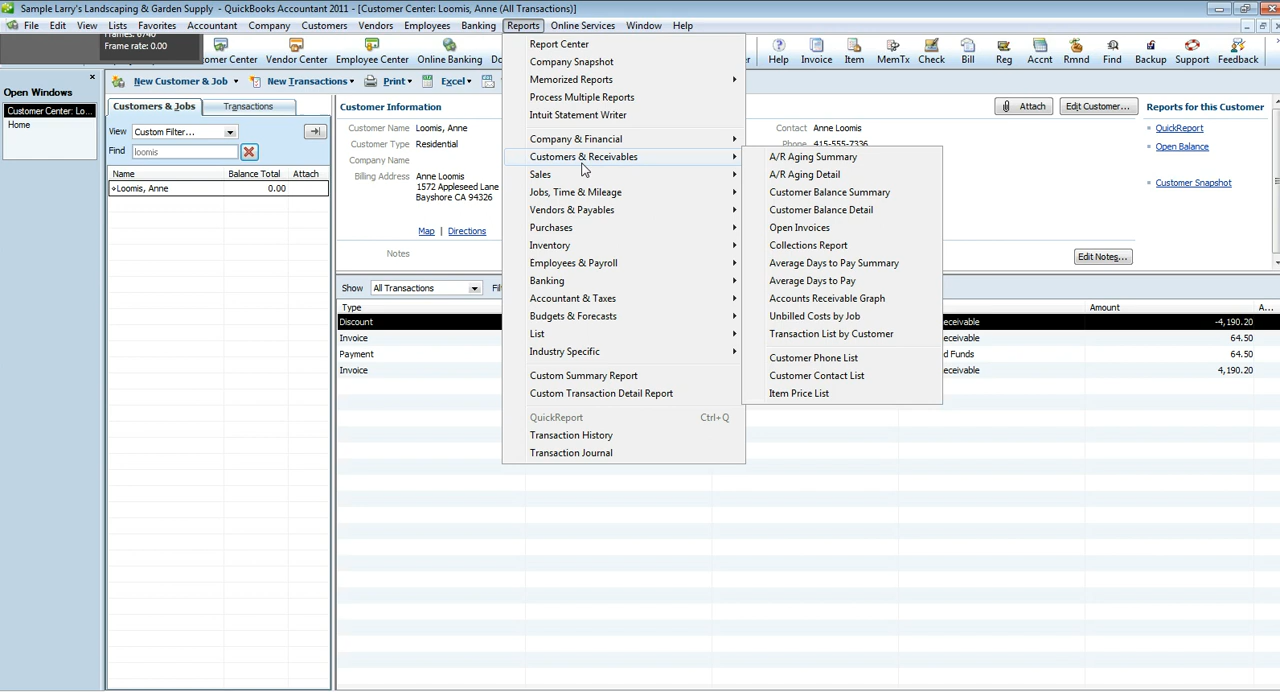 Sample Larry's Landscaping & Garden Supply - QuickBooks Accountant 2011 - [Customer Center: Loomis, Anne (All Transactions)]
File Edit View Lists Favorites Accountant Company Customers Vendors Employees Banking Reports Online Services Window Help
Frame rate: 0.00
Vendor Center Employee Center Online Banking Help Invoice Item MemTx Check Bill Reg Accnt Rmnd Find Backup Support Feedback
Open Windows
Customer Center: Lo...
Home
New Customer & Job New Transactions Print Excel
Customers & Jobs Transactions
View Custom Filter...
Find loomis
Name Balance Total Attach
Loomis, Anne 0.00
Customer Information
Customer Name Loomis, Anne
Customer Type Residential
Company Name
Billing Address Anne Loomis
1572 Appleseed Lane
Bayshore CA 94326
Map | Directions
Notes
Contact Anne Loomis
Phone 415-555-7336
Attach Edit Customer...
Edit Notes...
Reports for this Customer
QuickReport
Open Balance
Customer Snapshot
Show All Transactions
Type Amount A...
Discount -4,190.20
Invoice 64.50
Payment 64.50
Invoice 4,190.20
Report Center
Company Snapshot
Memorized Reports
Process Multiple Reports
Intuit Statement Writer
Company & Financial
Customers & Receivables
Sales
Jobs, Time & Mileage
Vendors & Payables
Purchases
Inventory
Employees & Payroll
Banking
Accountant & Taxes
Budgets & Forecasts
List
Industry Specific
Custom Summary Report
Custom Transaction Detail Report
QuickReport Ctrl+Q
Transaction History
Transaction Journal
A/R Aging Summary
A/R Aging Detail
Customer Balance Summary
Customer Balance Detail
Open Invoices
Collections Report
Average Days to Pay Summary
Average Days to Pay
Accounts Receivable Graph
Unbilled Costs by Job
Transaction List by Customer
Customer Phone List
Customer Contact List
Item Price List